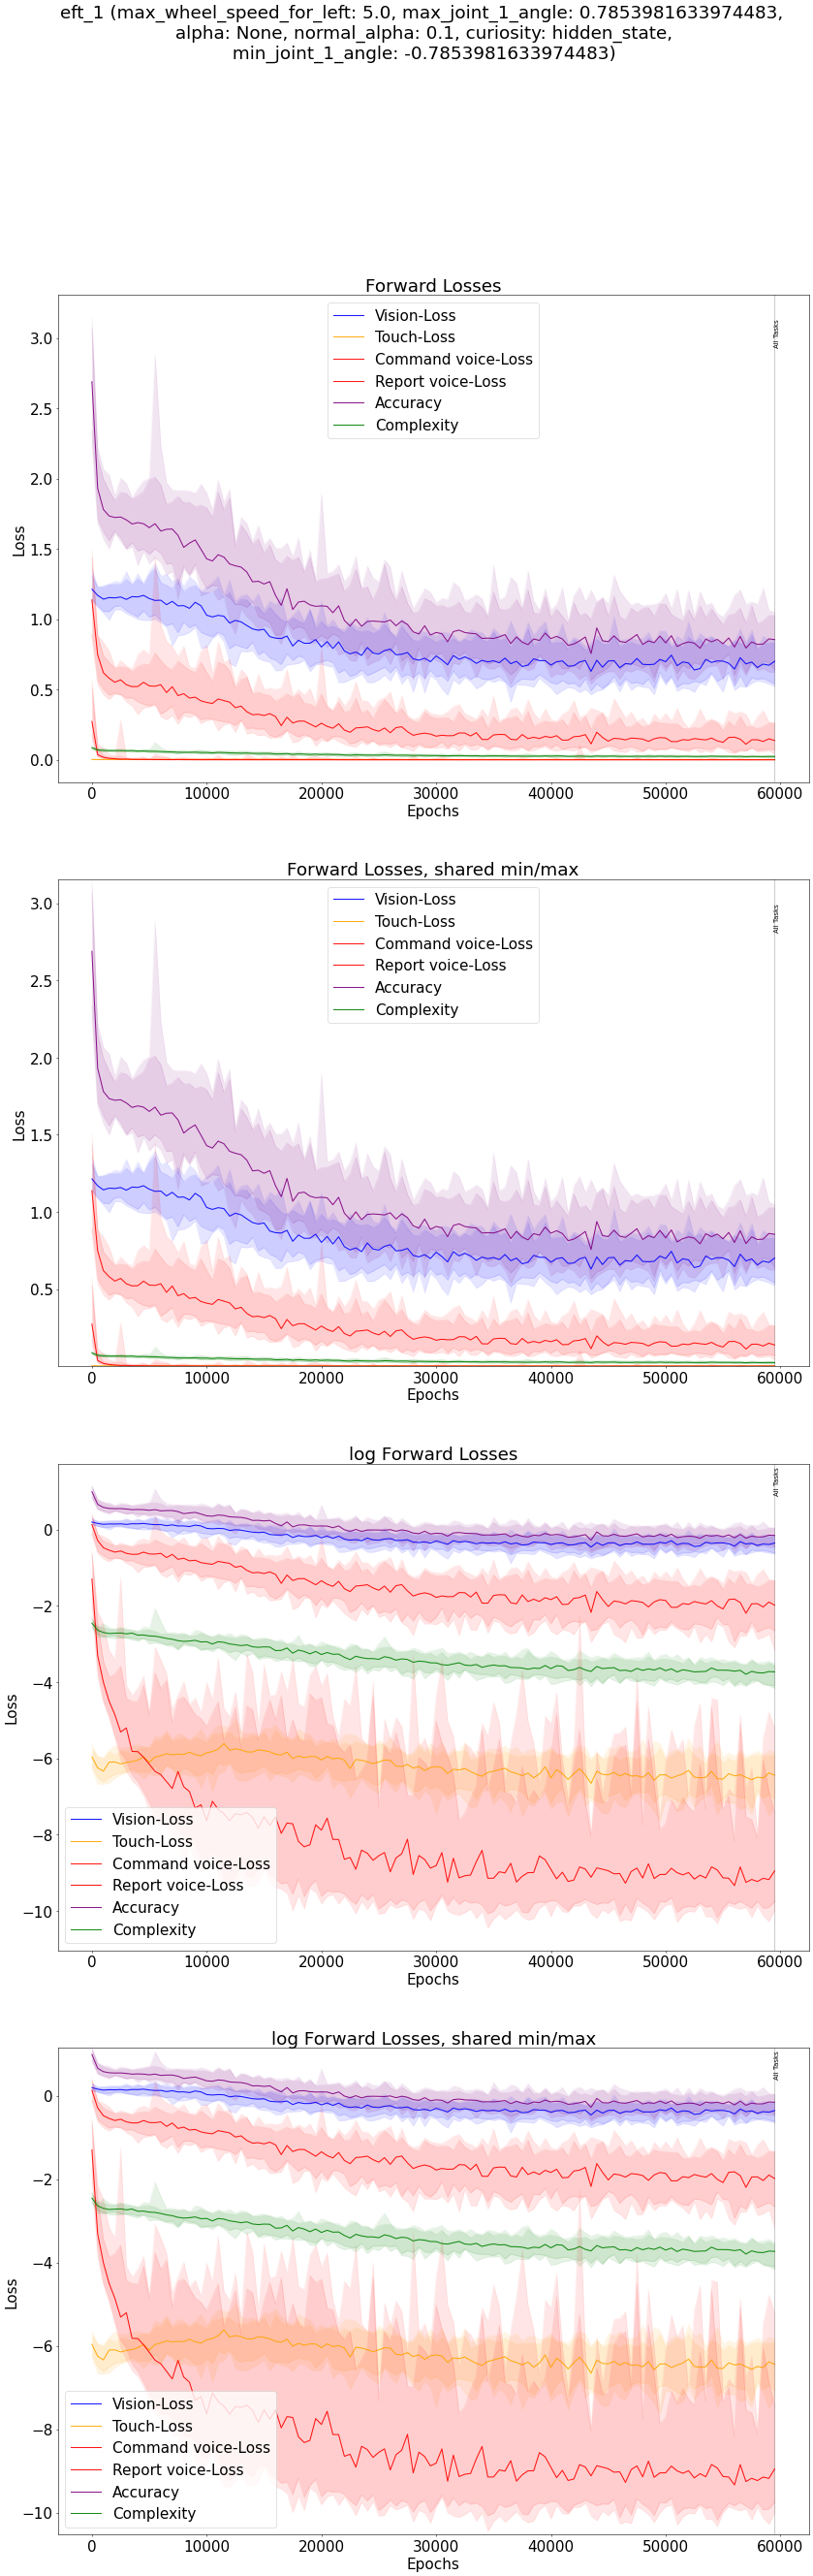 eft_1 (max_wheel_speed_for_left: 5.0, max_joint_1_angle: 0.7853981633974483,
alpha: None, normal_alpha: 0.1, curiosity: hidden_state,
min_joint_1_angle: -0.7853981633974483)
Forward Losses
Vision-Loss
Touch-Loss
Command voice-Loss
Report voice-Loss
Accuracy
Complexity
All Tasks
3.0
2.5
2.0
1.5
1.0
0.5
0.0
Loss
0 10000 20000 30000 40000 50000 60000
Epochs
Forward Losses, shared min/max
Vision-Loss
Touch-Loss
Command voice-Loss
Report voice-Loss
Accuracy
Complexity
All Tasks
3.0
2.5
2.0
1.5
1.0
0.5
Loss
0 10000 20000 30000 40000 50000 60000
Epochs
log Forward Losses
All Tasks
0
−2
−4
−6
−8
−10
Loss
Vision-Loss
Touch-Loss
Command voice-Loss
Report voice-Loss
Accuracy
Complexity
0 10000 20000 30000 40000 50000 60000
Epochs
log Forward Losses, shared min/max
All Tasks
0
−2
−4
−6
−8
−10
Loss
Vision-Loss
Touch-Loss
Command voice-Loss
Report voice-Loss
Accuracy
Complexity
0 10000 20000 30000 40000 50000 60000
Epochs